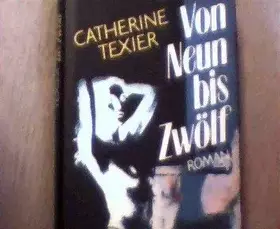 CATHERINE
TEXIER
Von
Neun
bis
Zwölf
ROMAN